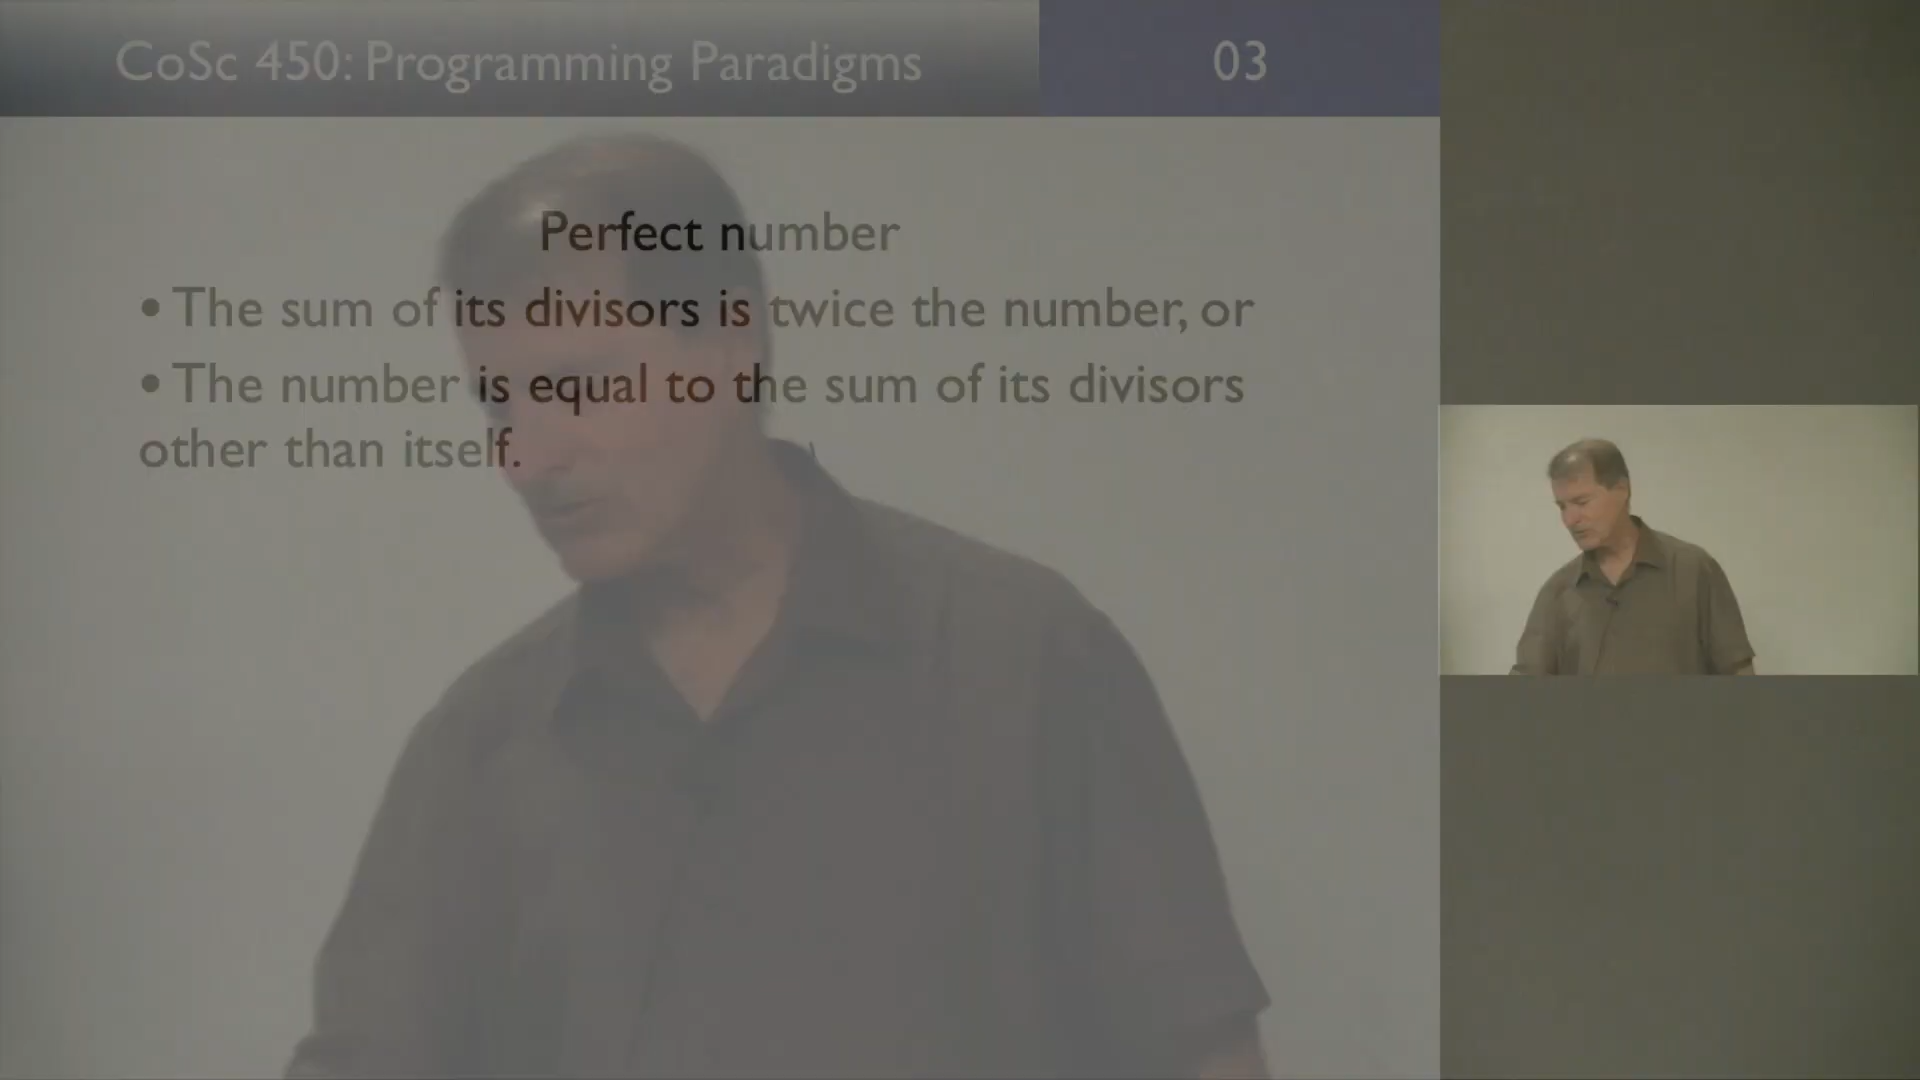 CoSc 450: Programming Paradigms
03
Perfect number
• The sum of its divisors is twice the number, or
• The number is equal to the sum of its divisors
other than itself.